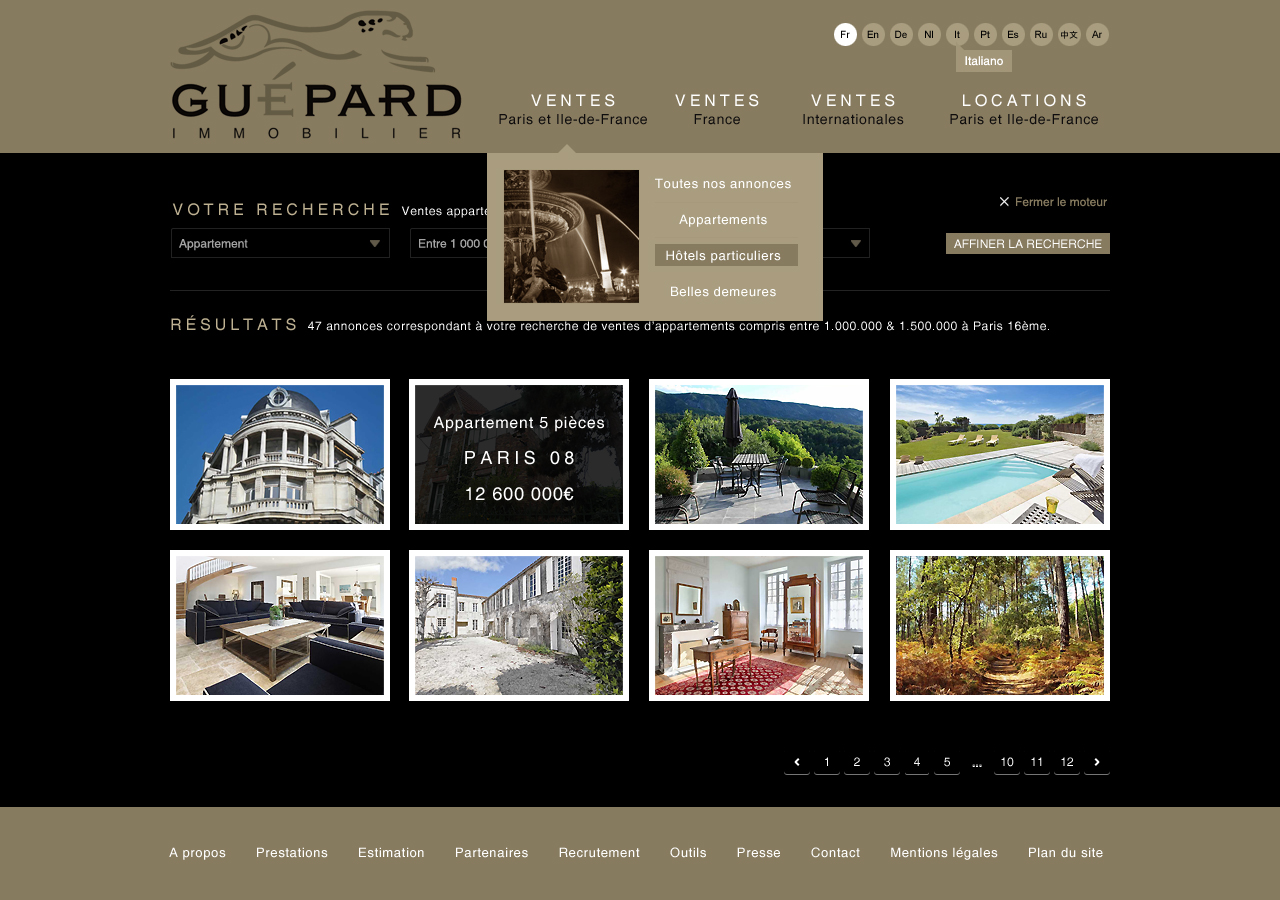 Fr En De Nl It Pt Es Ru 中文 Ar
Italiano
GUÉPARD
IMMOBILIER
VENTES
Paris et Ile-de-France
VENTES
France
VENTES
Internationales
LOCATIONS
Paris et Ile-de-France
Toutes nos annonces
Appartements
Hôtels particuliers
Belles demeures
VOTRE RECHERCHE Ventes apparte
Fermer le moteur
Appartement
Entre 1 000 0
AFFINER LA RECHERCHE
RÉSULTATS 47 annonces correspondant à votre recherche de ventes d'appartements compris entre 1.000.000 & 1.500.000 à Paris 16ème.
Appartement 5 pièces
PARIS 08
12 600 000€
1 2 3 4 5 ... 10 11 12
A propos Prestations Estimation Partenaires Recrutement Outils Presse Contact Mentions légales Plan du site